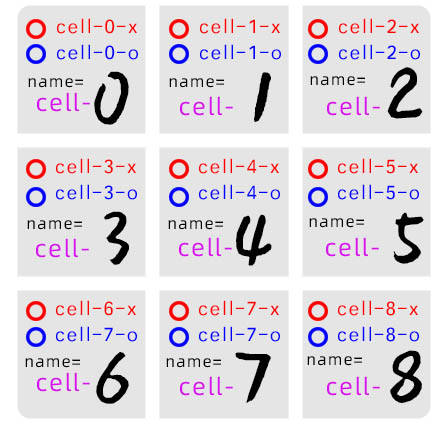 cell-0-x
cell-0-o
name=
cell-0
cell-1-x
cell-1-o
name=
cell-1
cell-2-x
cell-2-o
name=
cell-2
cell-3-x
cell-3-o
name=
cell-3
cell-4-x
cell-4-o
name=
cell-4
cell-5-x
cell-5-o
name=
cell-5
cell-6-x
cell-7-o
name=
cell-6
cell-7-x
cell-7-o
name=
cell-7
cell-8-x
cell-8-o
name=
cell-8